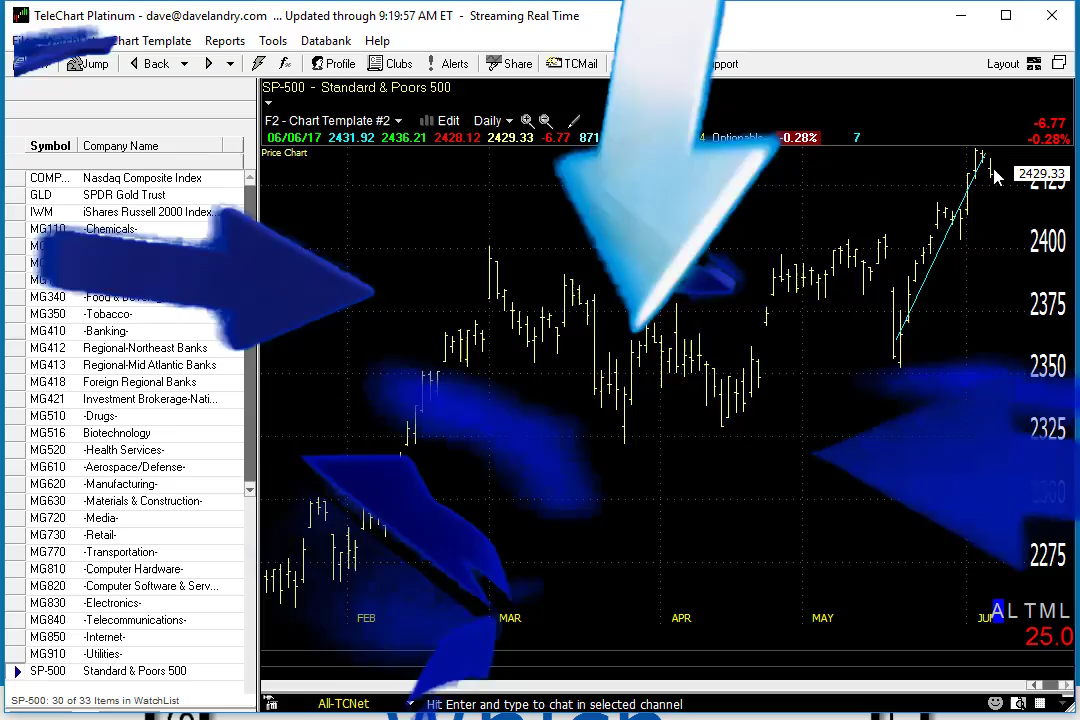 TeleChart Platinum - dave@davelandry.com ... Updated through 9:19:57 AM ET - Streaming Real Time
Chart Template Reports Tools Databank Help
Jump Back Profile Clubs Alerts Share TCMail Layout
SP-500 - Standard & Poors 500
F2 - Chart Template #2 Edit Daily
06/06/17 2431.92 2436.21 2428.12 2429.33 -6.77 871 Optionable -0.28% 7
-6.77
-0.28%
Price Chart
Symbol Company Name
COMP... Nasdaq Composite Index
GLD SPDR Gold Trust
IWM iShares Russell 2000 Index...
MG110 -Chemicals-
MG340
MG350 -Tobacco-
MG410 -Banking-
MG412 Regional-Northeast Banks
MG413 Regional-Mid Atlantic Banks
MG418 Foreign Regional Banks
MG421 Investment Brokerage-Nati...
MG510 -Drugs-
MG516 Biotechnology
MG520 -Health Services-
MG610 -Aerospace/Defense-
MG620 -Manufacturing-
MG630 -Materials & Construction-
MG720 -Media-
MG730 -Retail-
MG770 -Transportation-
MG810 -Computer Hardware-
MG820 -Computer Software & Serv...
MG830 -Electronics-
MG840 -Telecommunications-
MG850 -Internet-
MG910 -Utilities-
SP-500 Standard & Poors 500
SP-500: 30 of 33 Items in WatchList
2429.33
2425
2400
2375
2350
2325
2300
2275
FEB MAR APR MAY JUN
A L T M L
25.0
All-TCNet Hit Enter and type to chat in selected channel